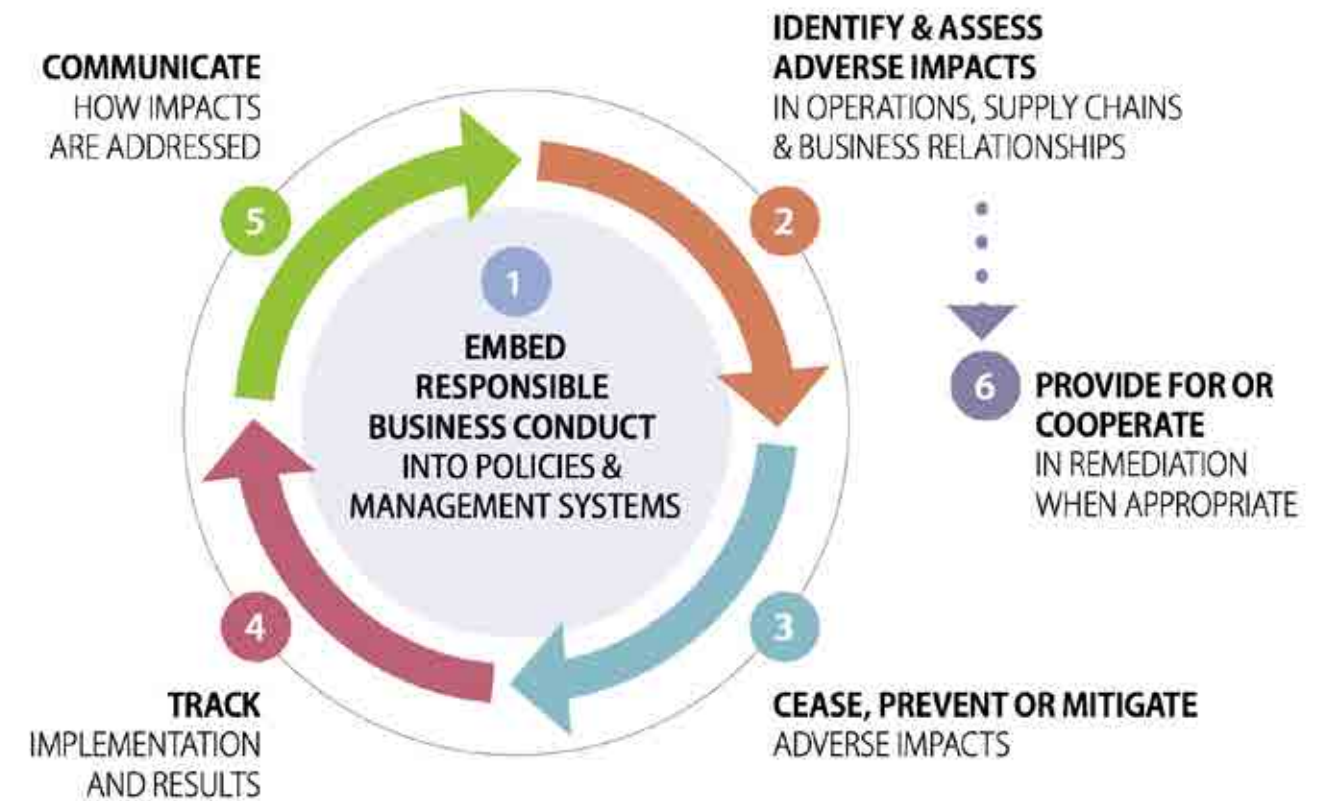 COMMUNICATE
HOW IMPACTS
ARE ADDRESSED
5
IDENTIFY & ASSESS
ADVERSE IMPACTS
IN OPERATIONS, SUPPLY CHAINS
& BUSINESS RELATIONSHIPS
2
1
EMBED
RESPONSIBLE
BUSINESS CONDUCT
INTO POLICIES &
MANAGEMENT SYSTEMS
6
PROVIDE FOR OR
COOPERATE
IN REMEDIATION
WHEN APPROPRIATE
4
TRACK
IMPLEMENTATION
AND RESULTS
3
CEASE, PREVENT OR MITIGATE
ADVERSE IMPACTS